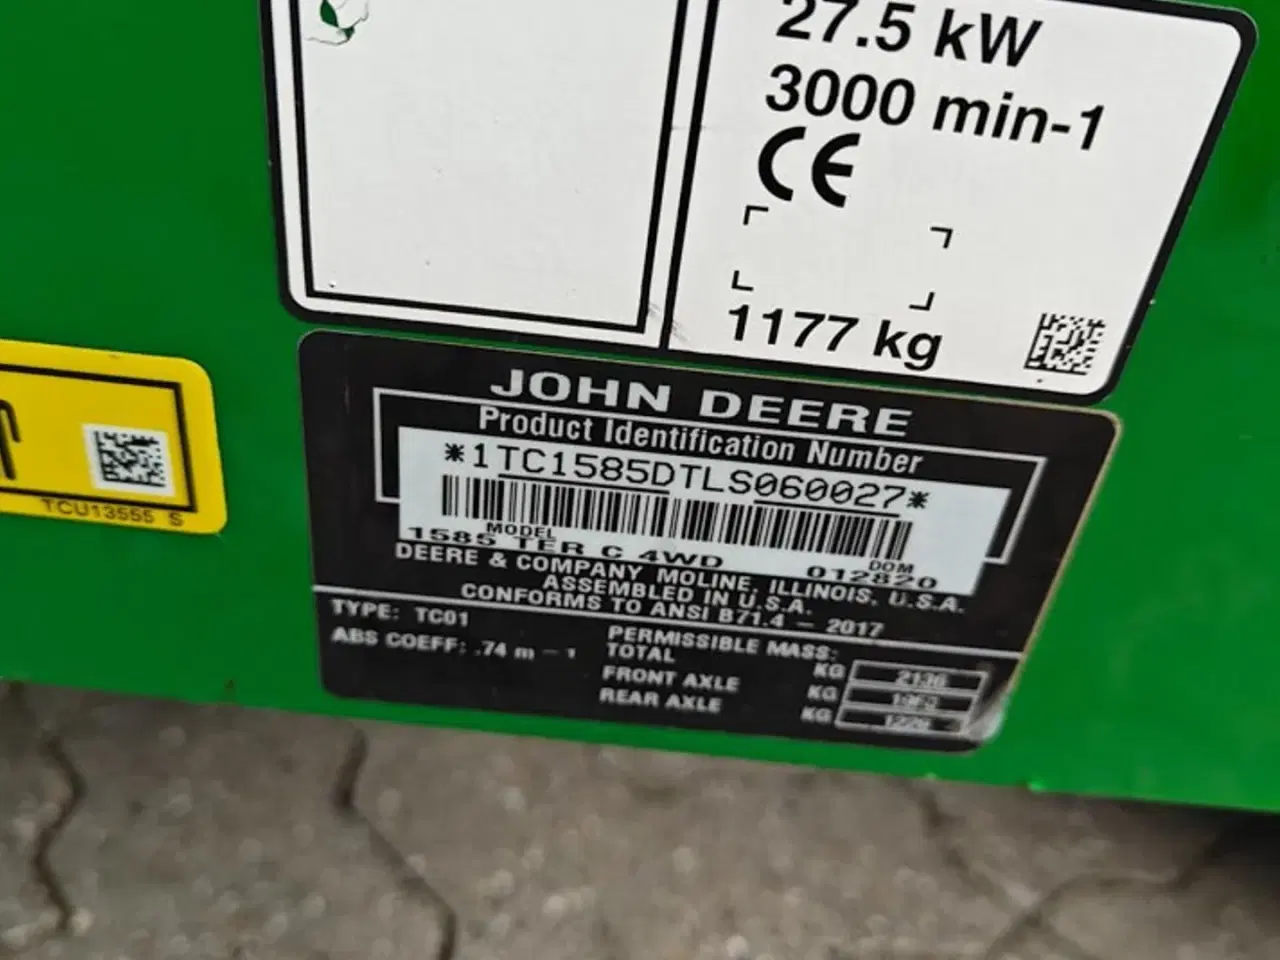 27.5 kW
3000 min-1
CE
1177 kg
TCU13555 S
JOHN DEERE
Product Identification Number
*1TC1585DTLS060027*
MODEL
1585 TER C 4WD
DOM
012820
DEERE & COMPANY MOLINE, ILLINOIS, U.S.A.
ASSEMBLED IN U.S.A.
CONFORMS TO ANSI B71.4 – 2017
TYPE: TC01
ABS COEFF: .74 m – 1
PERMISSIBLE MASS:
TOTAL KG 2136
FRONT AXLE KG
REAR AXLE KG